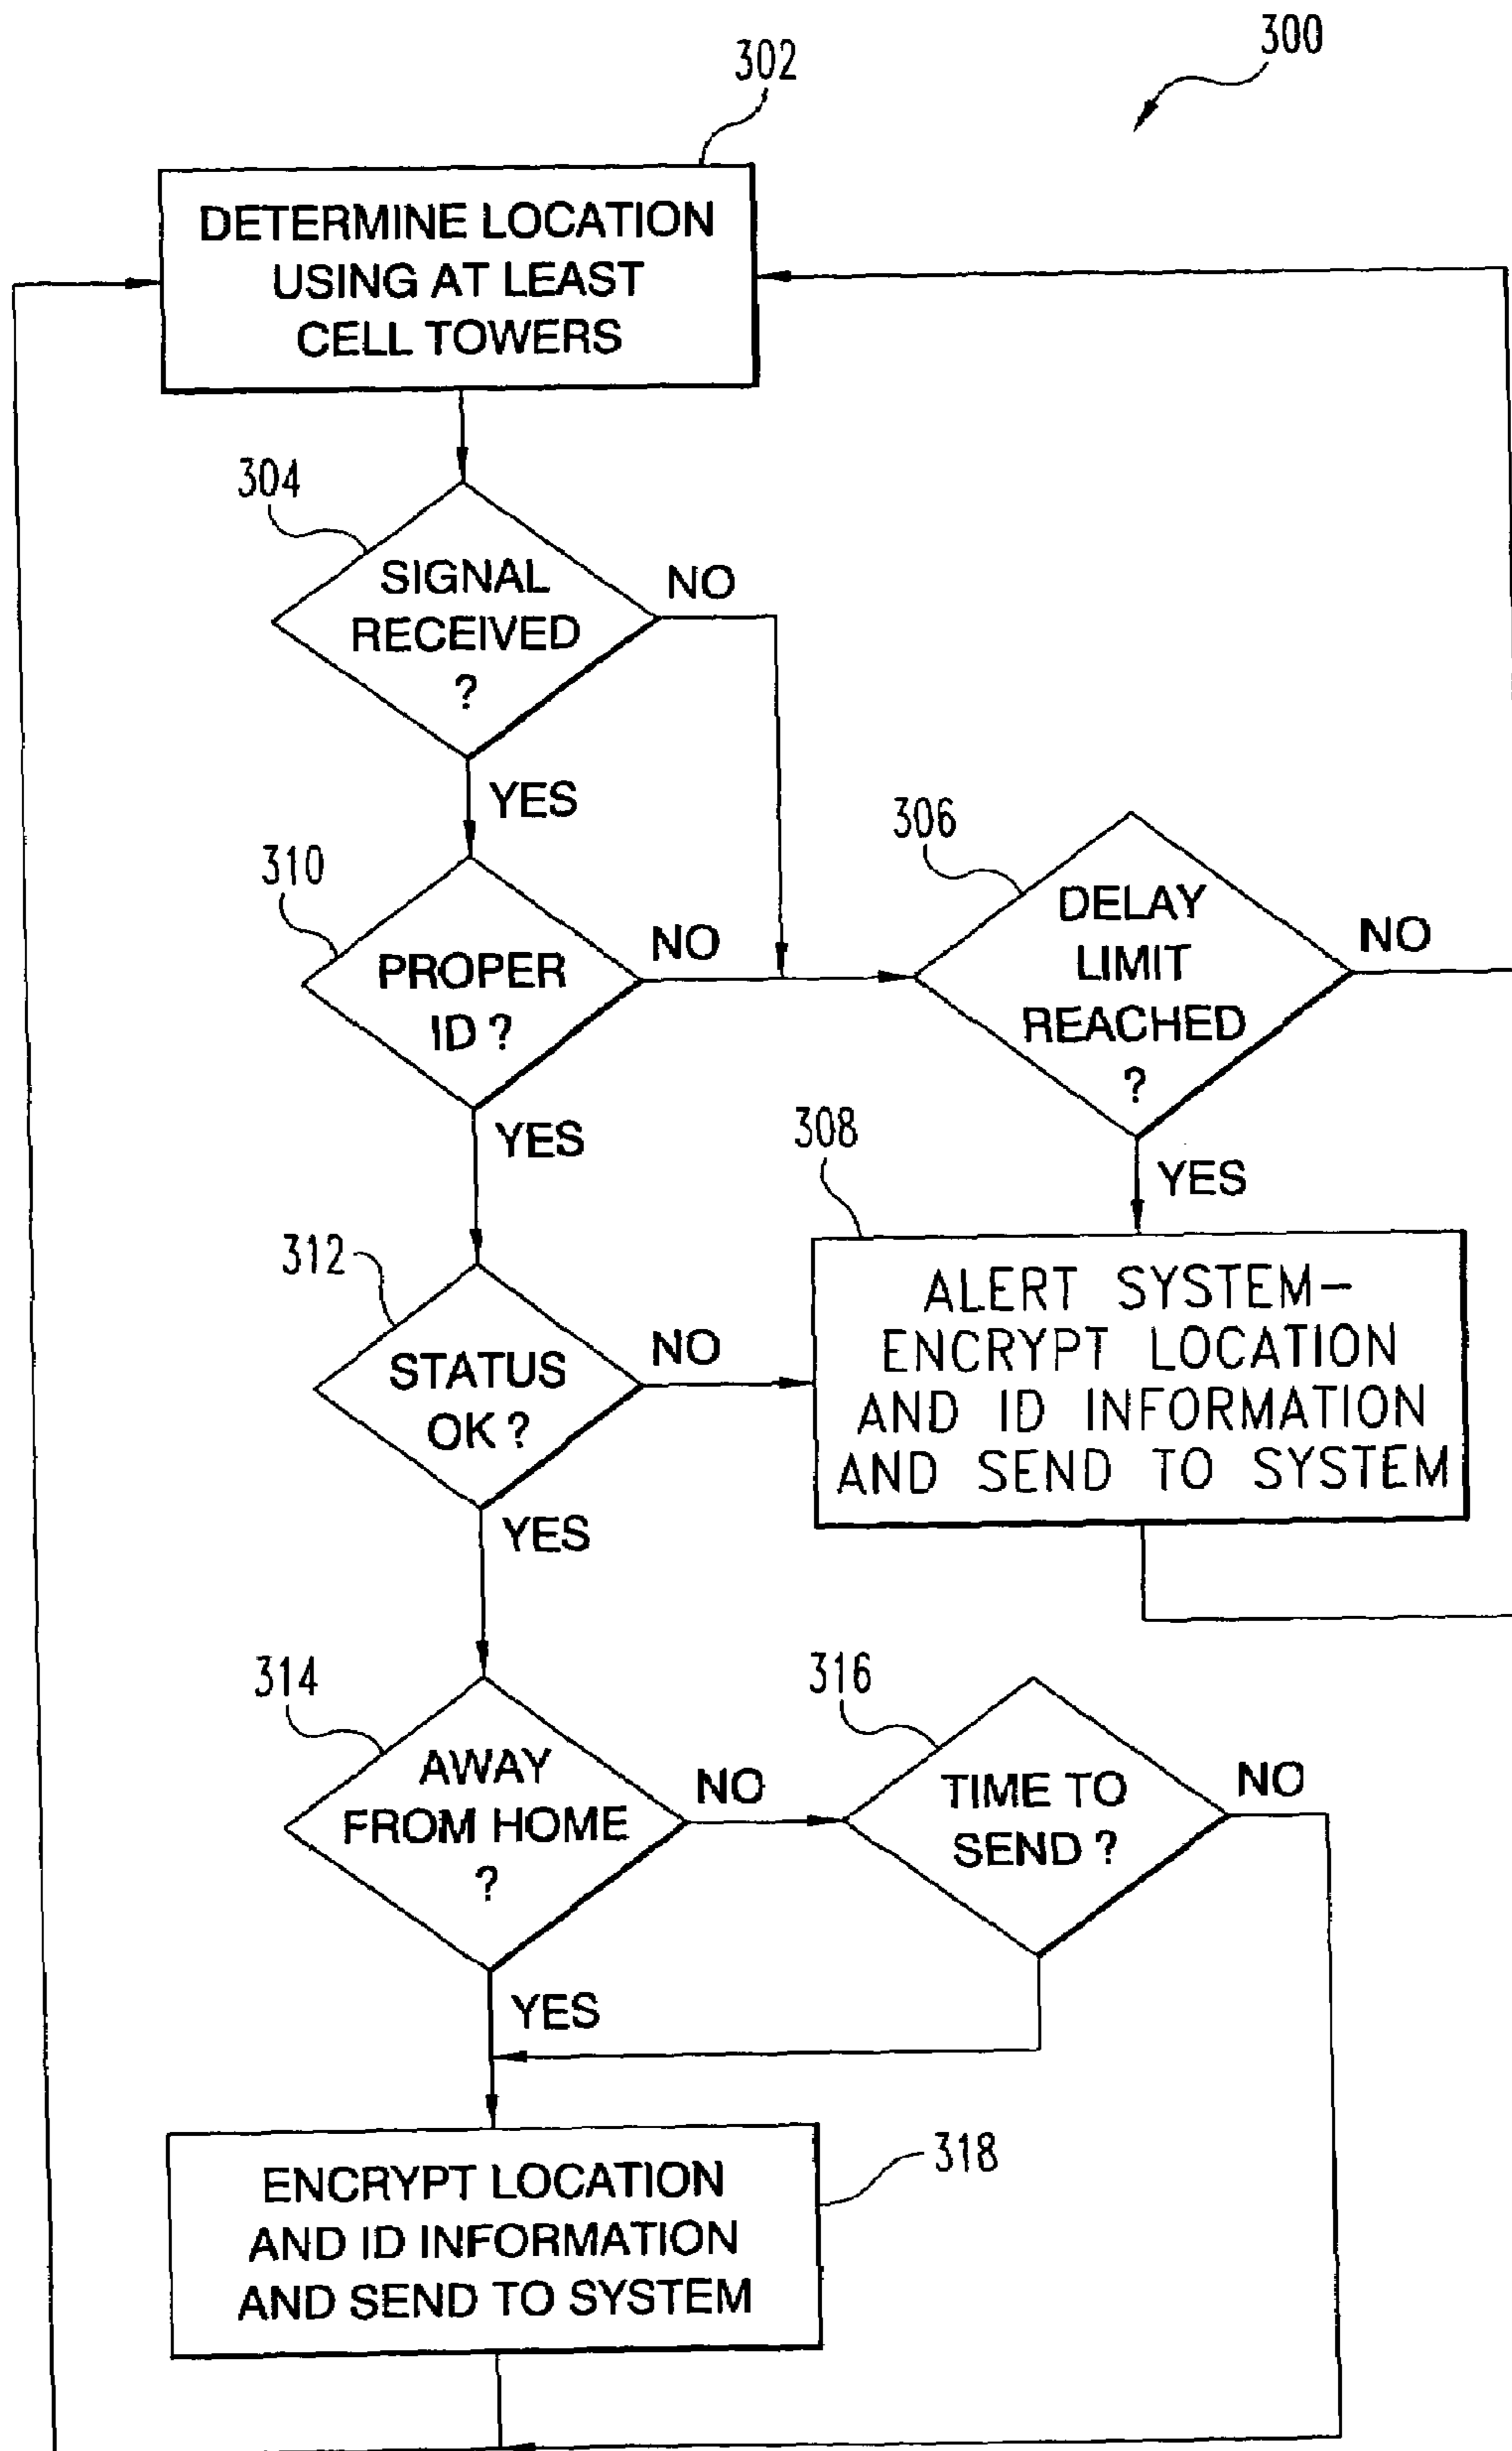 300
302
DETERMINE LOCATION
USING AT LEAST
CELL TOWERS
304
SIGNAL
RECEIVED
?
NO
YES
306
DELAY
LIMIT
REACHED
?
NO
YES
310
PROPER
ID ?
NO
YES
308
ALERT SYSTEM-
ENCRYPT LOCATION
AND ID INFORMATION
AND SEND TO SYSTEM
312
STATUS
OK ?
NO
YES
314
AWAY
FROM HOME
?
NO
YES
316
TIME TO
SEND ?
NO
318
ENCRYPT LOCATION
AND ID INFORMATION
AND SEND TO SYSTEM